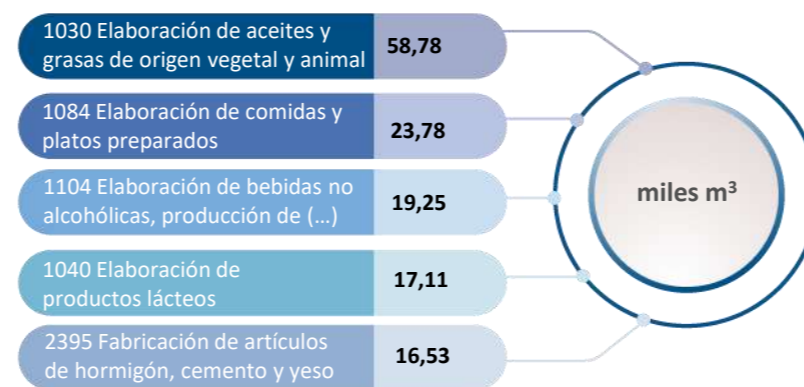 1030 Elaboración de aceites y
grasas de origen vegetal y animal
58,78
1084 Elaboración de comidas y
platos preparados
23,78
1104 Elaboración de bebidas no
alcohólicas, producción de (...)
19,25
1040 Elaboración de
productos lácteos
17,11
2395 Fabricación de artículos
de hormigón, cemento y yeso
16,53
miles m³